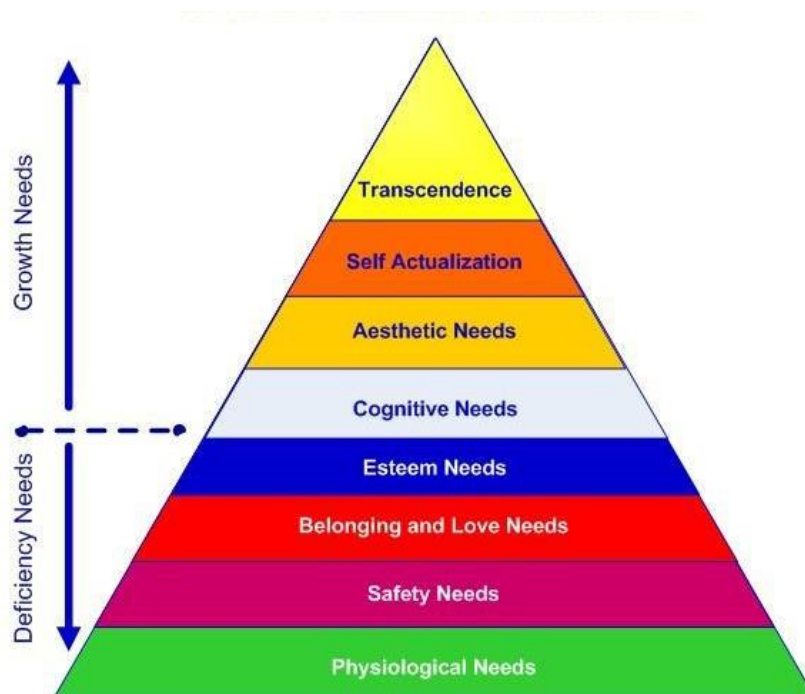 Growth Needs
Deficiency Needs
Transcendence
Self Actualization
Aesthetic Needs
Cognitive Needs
Esteem Needs
Belonging and Love Needs
Safety Needs
Physiological Needs